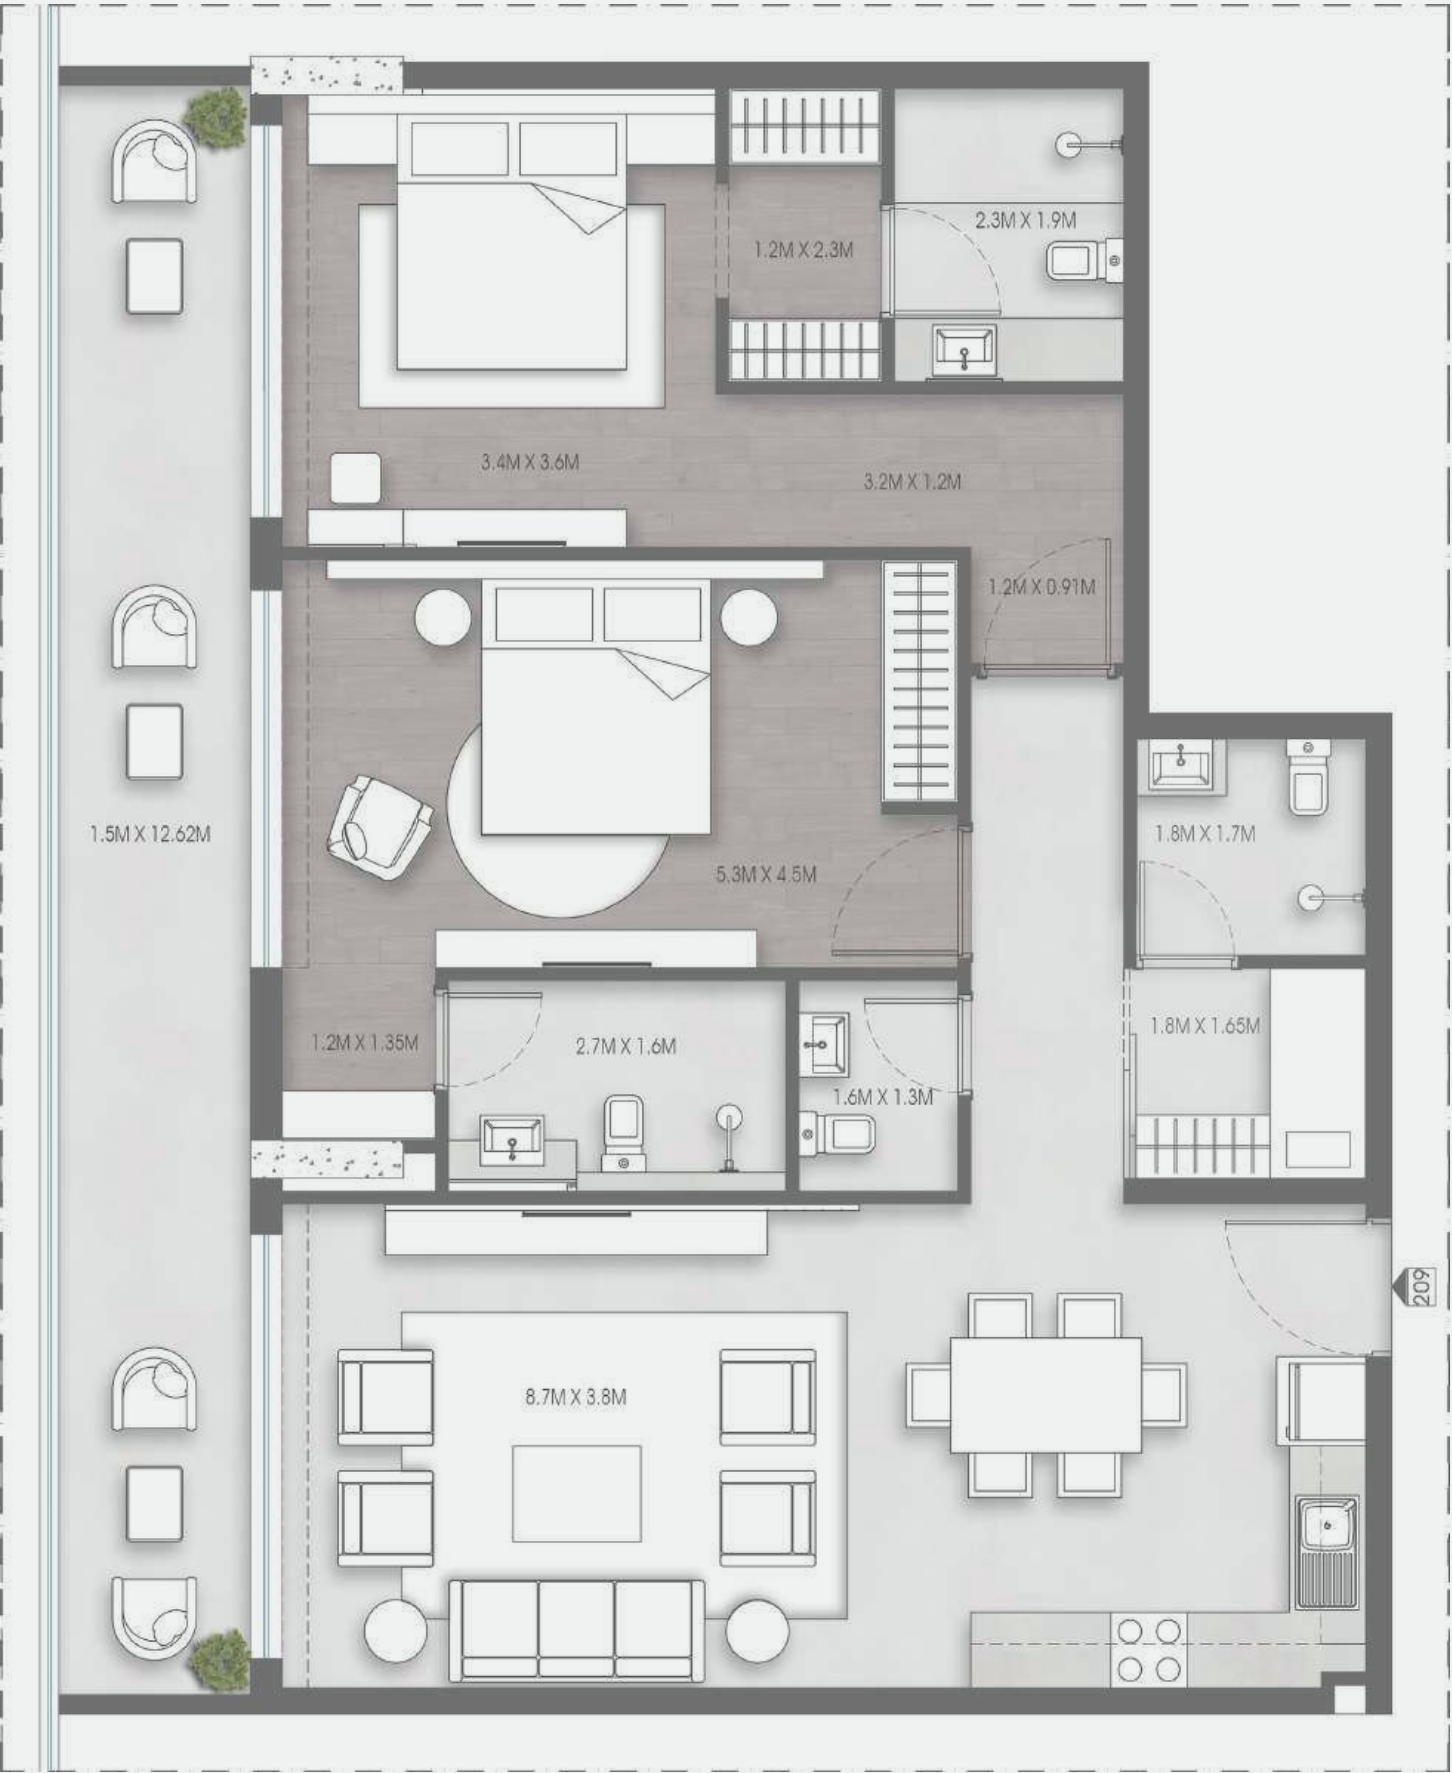 2.3M X 1.9M
1.2M X 2.3M
3.4M X 3.6M
3.2M X 1.2M
1.2M X 0.91M
1.5M X 12.62M
1.8M X 1.7M
5.3M X 4.5M
1.8M X 1.65M
1.2M X 1.35M
2.7M X 1.6M
1.6M X 1.3M
209
8.7M X 3.8M